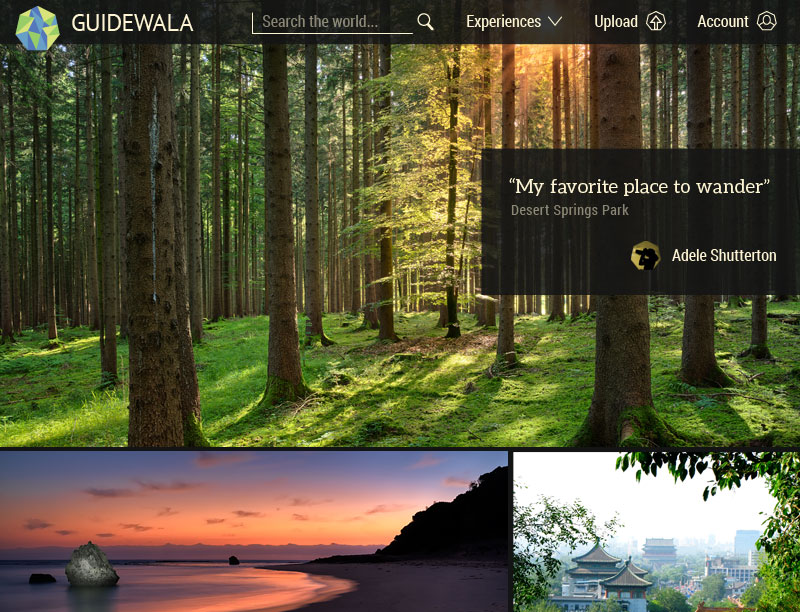 GUIDEWALA
Search the world...
Experiences
Upload
Account
“My favorite place to wander”
Desert Springs Park
Adele Shutterton